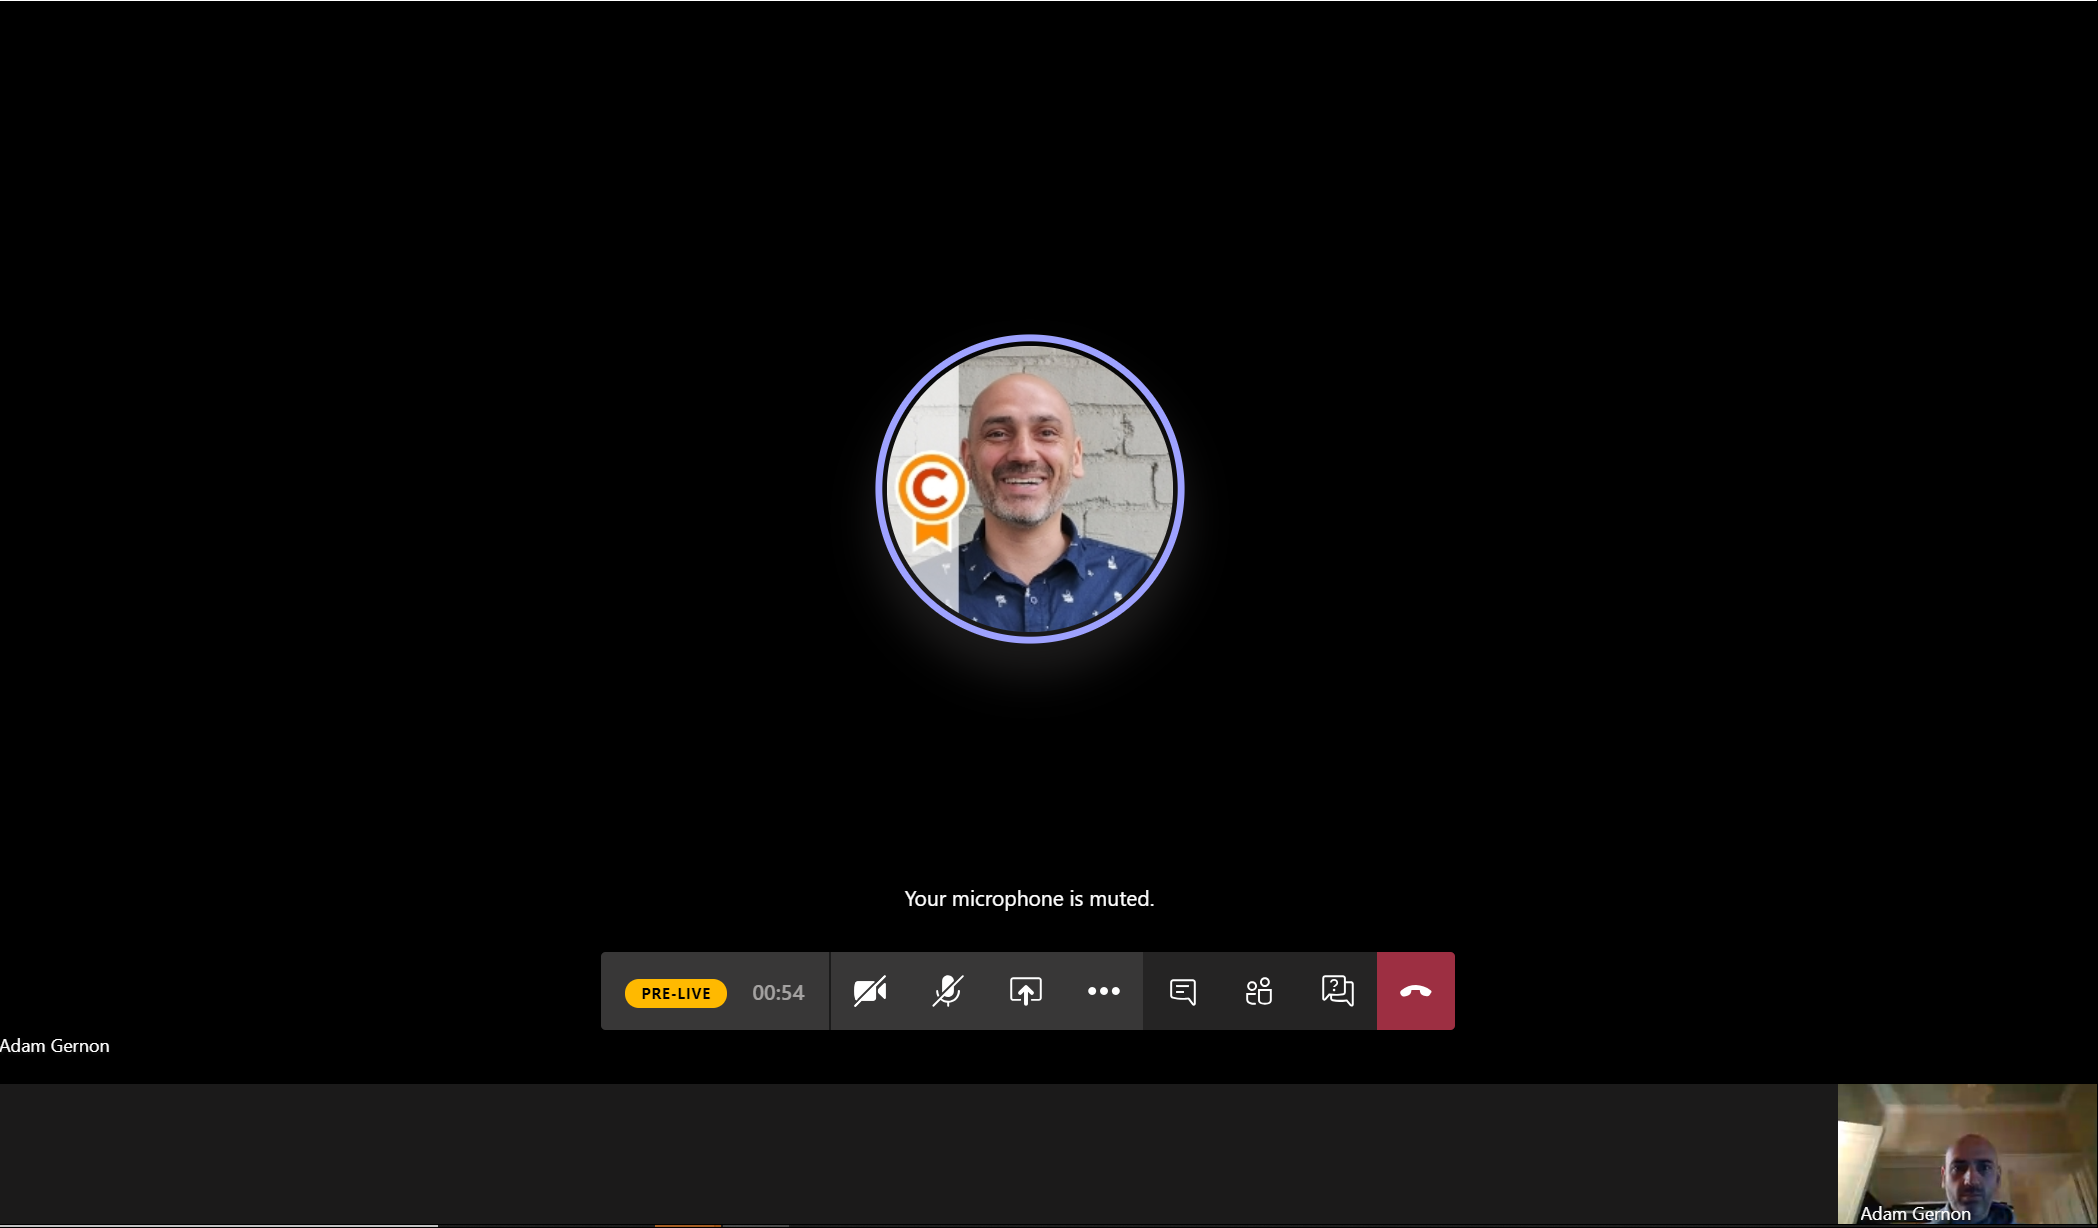 C
Your microphone is muted.
PRE-LIVE 00:54
?
Adam Gernon
Adam Gernon